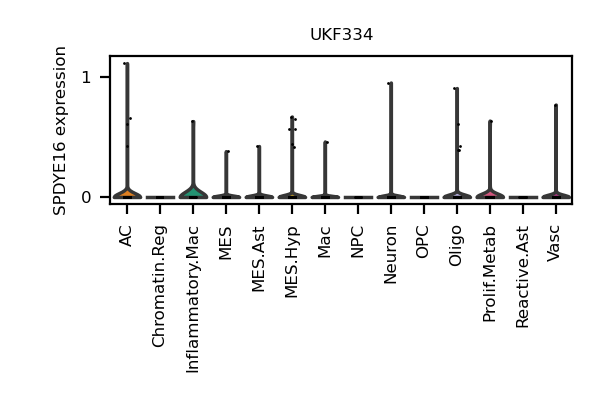 UKF334
SPDYE16 expression
1
0
AC
Chromatin.Reg
Inflammatory.Mac
MES
MES.Ast
MES.Hyp
Mac
NPC
Neuron
OPC
Oligo
Prolif.Metab
Reactive.Ast
Vasc